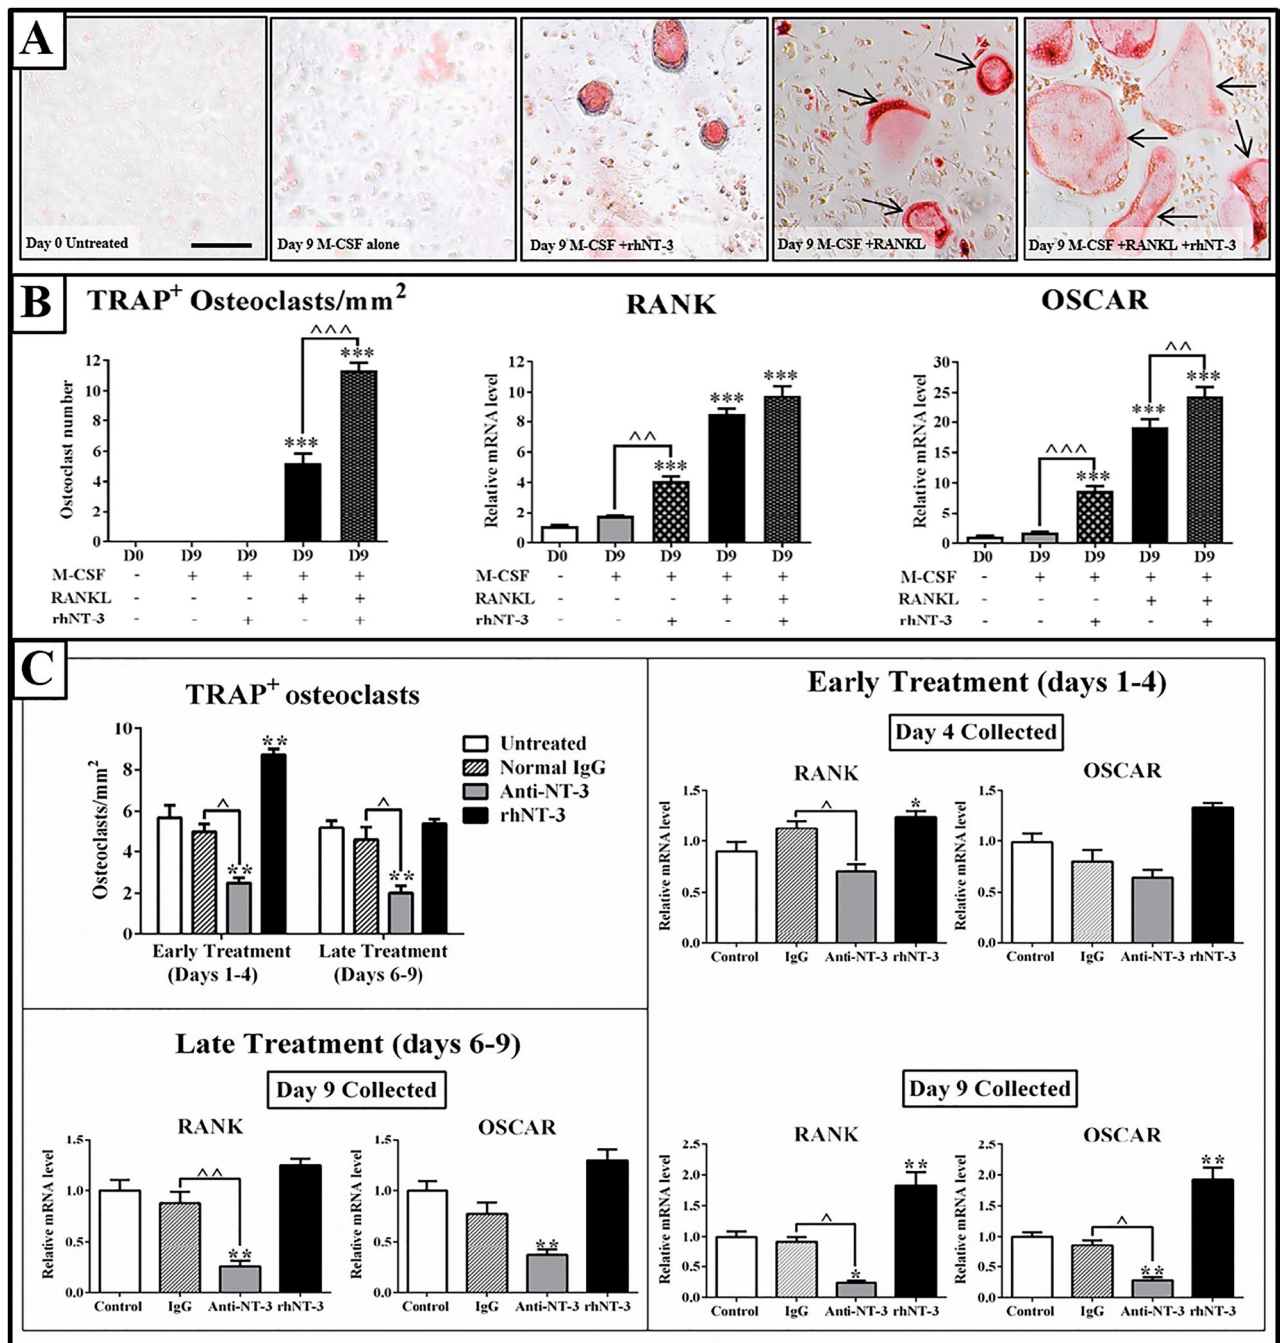 A
Day 0 Untreated
Day 9 M-CSF alone
Day 9 M-CSF +rhNT-3
Day 9 M-CSF +RANKL
Day 9 M-CSF +RANKL +rhNT-3
B
TRAP+ Osteoclasts/mm2
Osteoclast number
12
10
8
6
4
2
0
^^^
***
***
D0 D9 D9 D9 D9
M-CSF - + + + +
RANKL - - - + +
rhNT-3 - - + - +
RANK
Relative mRNA level
12
10
8
6
4
2
0
^^
***
***
***
D0 D9 D9 D9 D9
M-CSF - + + + +
RANKL - - - + +
rhNT-3 - - + - +
OSCAR
Relative mRNA level
30
25
20
15
10
5
0
^^^
***
***
^^
***
D0 D9 D9 D9 D9
M-CSF - + + + +
RANKL - - - + +
rhNT-3 - - + - +
C
TRAP+ osteoclasts
Osteoclasts/mm2
10
8
6
4
2
0
^
**
**
^
**
Early Treatment
(Days 1-4)
Late Treatment
(Days 6-9)
Untreated
Normal IgG
Anti-NT-3
rhNT-3
Early Treatment (days 1-4)
Day 4 Collected
RANK
Relative mRNA level
1.5
1.0
0.5
0.0
^
*
Control IgG Anti-NT-3 rhNT-3
OSCAR
Relative mRNA level
1.5
1.0
0.5
0.0
Control IgG Anti-NT-3 rhNT-3
Late Treatment (days 6-9)
Day 9 Collected
RANK
Relative mRNA level
1.5
1.0
0.5
0.0
^^
**
Control IgG Anti-NT-3 rhNT-3
OSCAR
Relative mRNA level
1.5
1.0
0.5
0.0
**
Control IgG Anti-NT-3 rhNT-3
Day 9 Collected
RANK
Relative mRNA level
2.5
2.0
1.5
1.0
0.5
0.0
^
*
**
Control IgG Anti-NT-3 rhNT-3
OSCAR
Relative mRNA level
2.5
2.0
1.5
1.0
0.5
0.0
^
**
**
Control IgG Anti-NT-3 rhNT-3